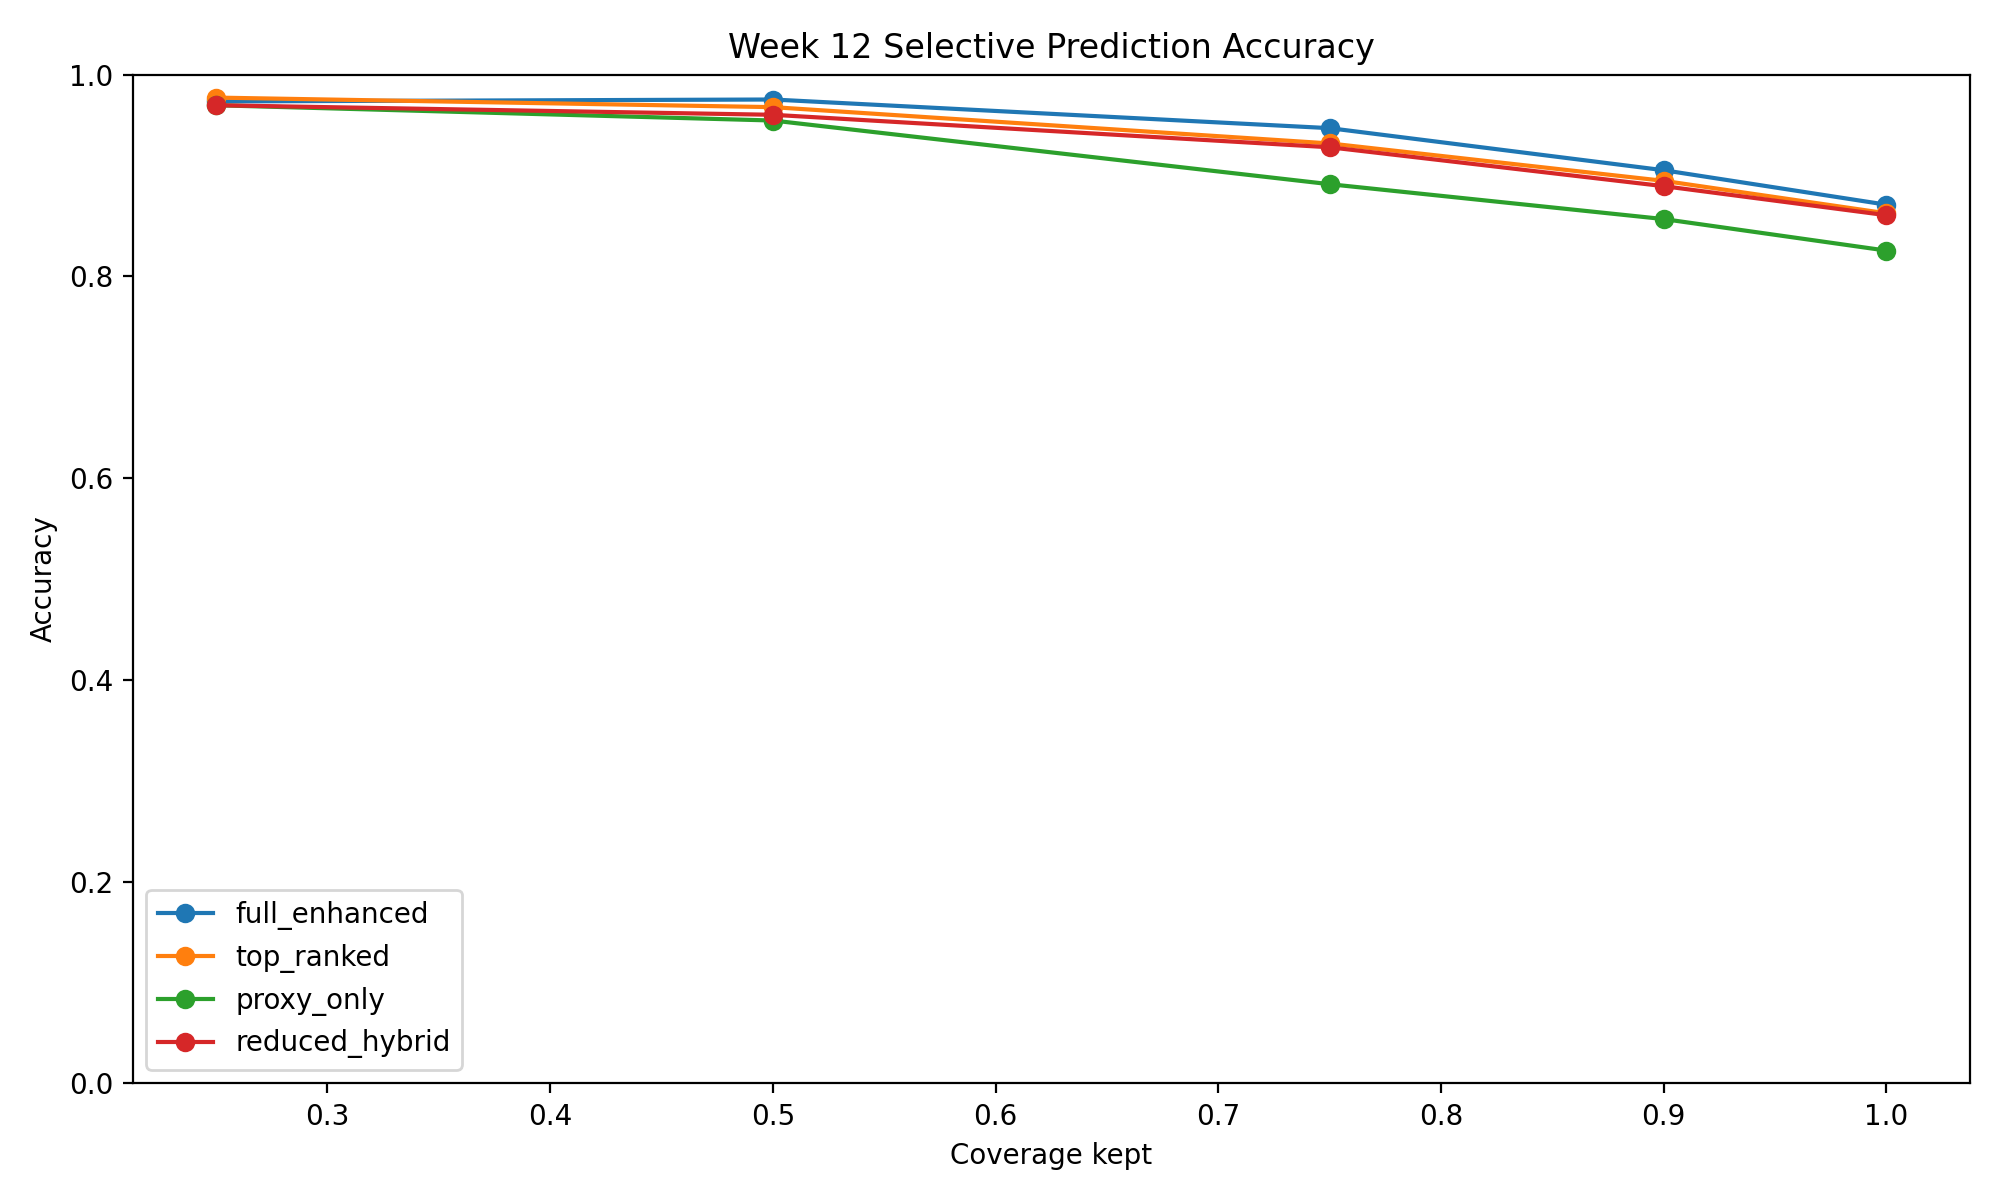 Week 12 Selective Prediction Accuracy
1.0
0.8
0.6
0.4
0.2
0.0
Accuracy
full_enhanced
top_ranked
proxy_only
reduced_hybrid
0.3 0.4 0.5 0.6 0.7 0.8 0.9 1.0
Coverage kept